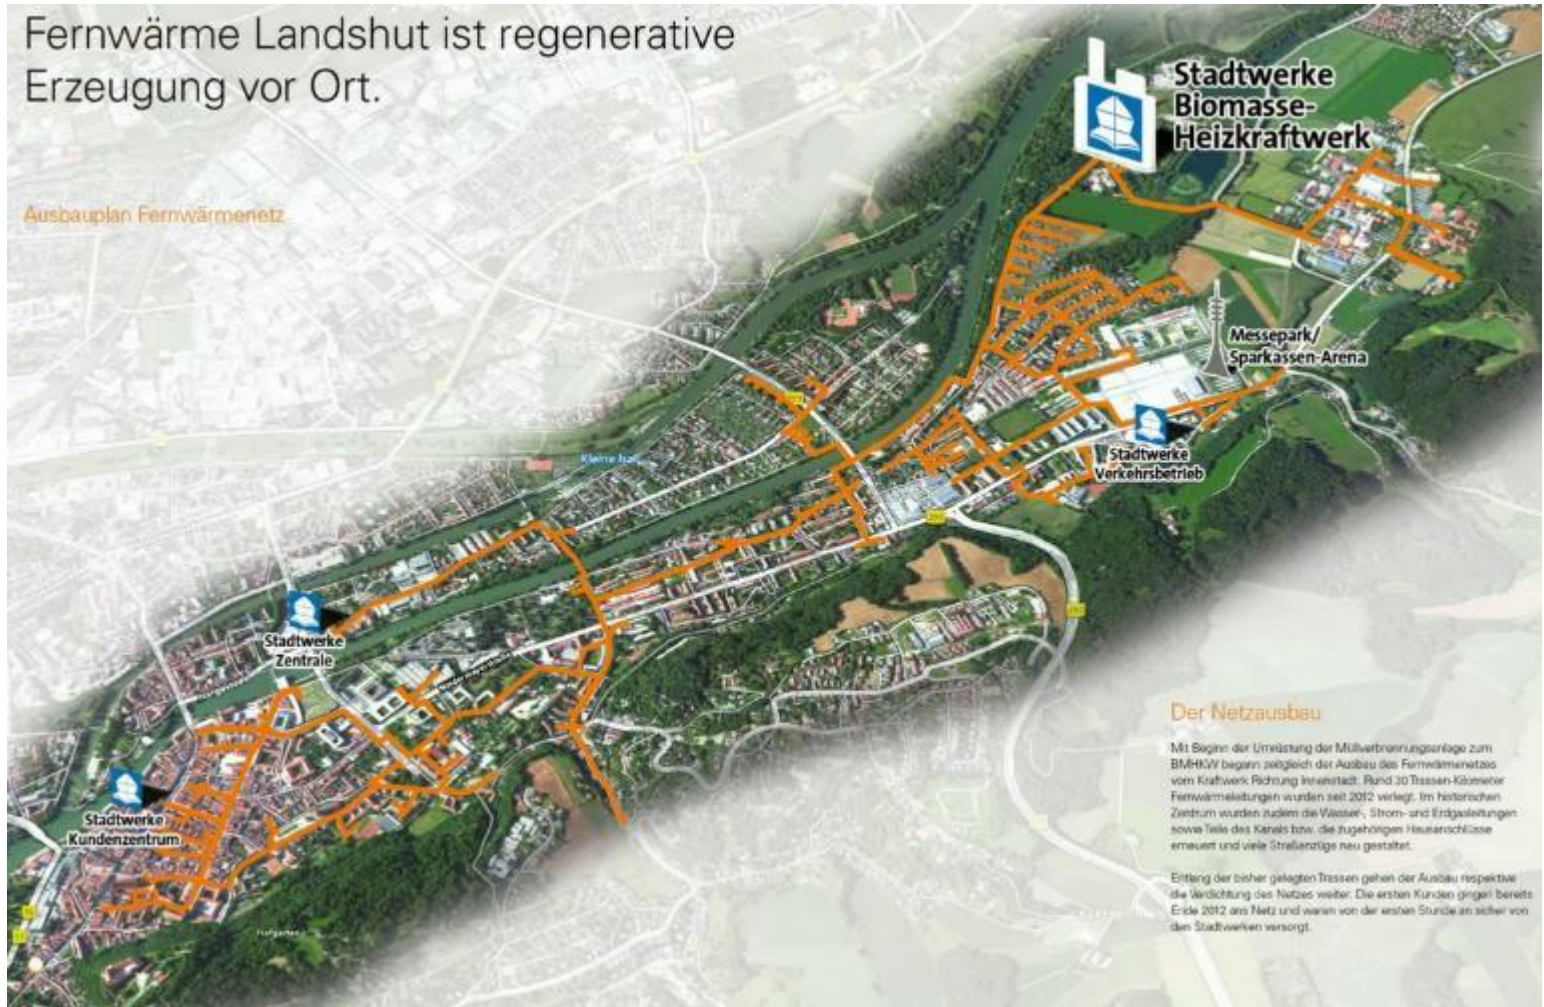 Fernwärme Landshut ist regenerative
Erzeugung vor Ort.
Ausbauplan Fernwärmenetz
Stadtwerke
Biomasse-
Heizkraftwerk
Messepark/
Sparkassen-Arena
Stadtwerke
Verkehrsbetrieb
Kleine Isar
Stadtwerke
Zentrale
Stadtwerke
Kundenzentrum
Hofgarten
Der Netzausbau
Mit Beginn der Umrüstung der Müllverbrennungsanlage zum
BMHKW begann zeitgleich der Ausbau des Fernwärmenetzes
vom Kraftwerk Richtung Innenstadt. Rund Trassen-Kilometer
Fernwärmeleitungen wurden seit 2012 verlegt. Im historischen
Zentrum wurden zudem die Wasser-, Strom- und Erdgasleitungen
sowie Teile des Kanals bzw. die zugehörigen Hausanschlüsse
erneuert und viele Straßenzüge neu gestaltet.
Entlang der bisher gelegten Trassen gehen der Ausbau respektive
die Verdichtung des Netzes weiter. Die ersten Kunden gingen bereits
Ende 2012 ans Netz und waren von der ersten Stunde an sicher von
den Stadtwerken versorgt.